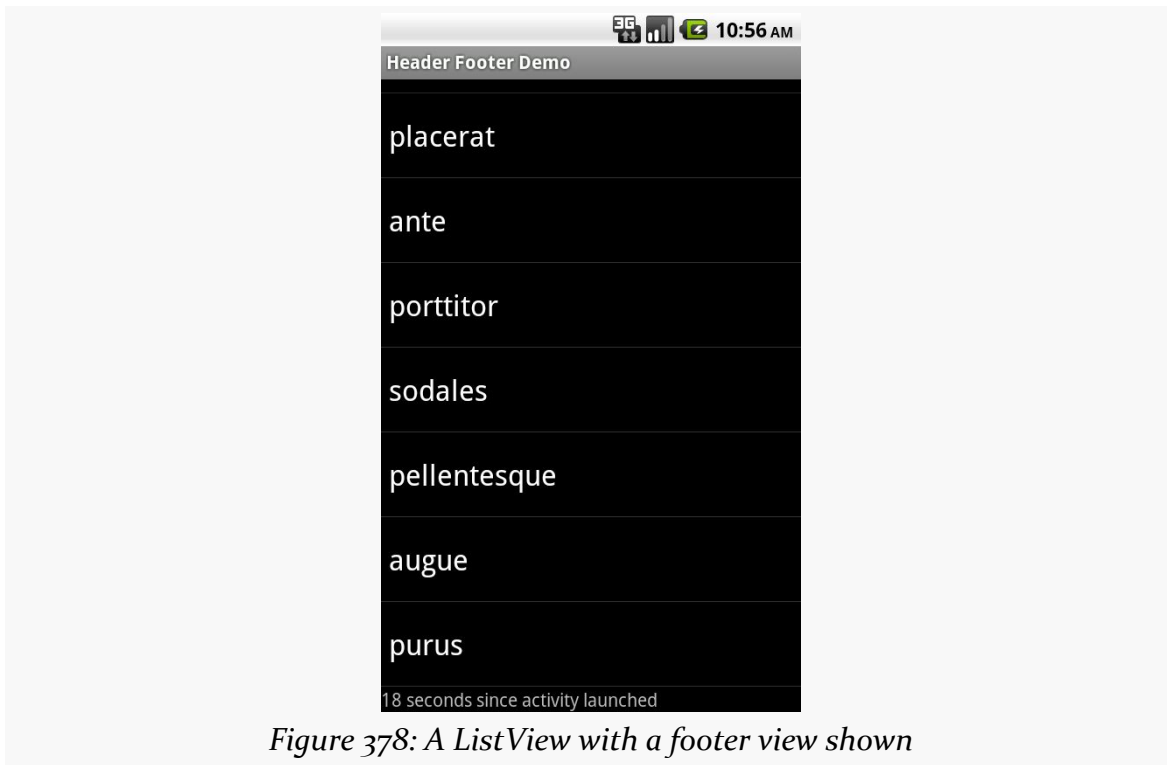 3G 10:56 AM
Header Footer Demo
placerat
ante
porttitor
sodales
pellentesque
augue
purus
18 seconds since activity launched
Figure 378: A ListView with a footer view shown